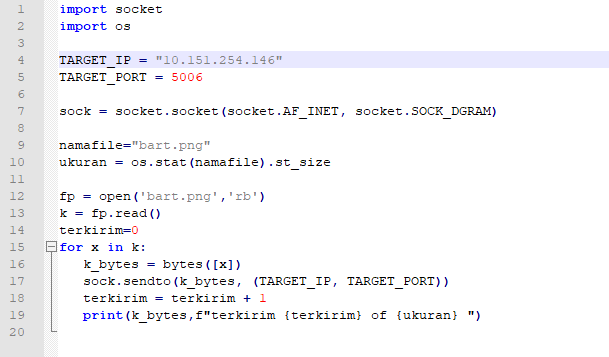 1 import socket
2 import os
3
4 TARGET_IP = "10.151.254.146"
5 TARGET_PORT = 5006
6
7 sock = socket.socket(socket.AF_INET, socket.SOCK_DGRAM)
8
9 namafile="bart.png"
10 ukuran = os.stat(namafile).st_size
11
12 fp = open('bart.png','rb')
13 k = fp.read()
14 terkirim=0
15 for x in k:
16    k_bytes = bytes([x])
17    sock.sendto(k_bytes, (TARGET_IP, TARGET_PORT))
18    terkirim = terkirim + 1
19    print(k_bytes,f"terkirim {terkirim} of {ukuran} ")
20